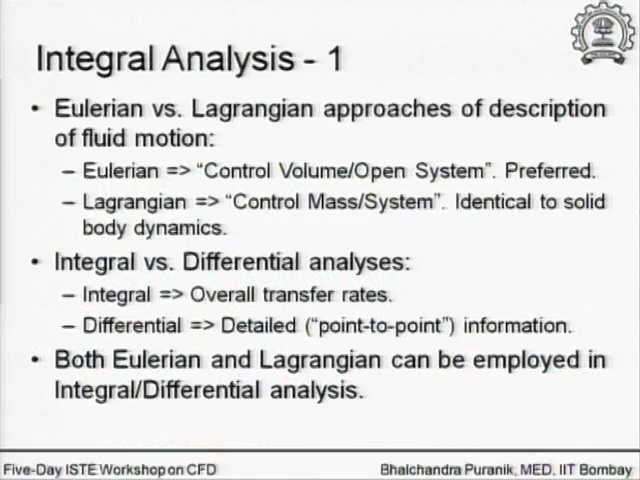 Integral Analysis - 1
• Eulerian vs. Lagrangian approaches of description
of fluid motion:
– Eulerian => “Control Volume/Open System”. Preferred.
– Lagrangian => “Control Mass/System”. Identical to solid
body dynamics.
• Integral vs. Differential analyses:
– Integral => Overall transfer rates.
– Differential => Detailed (“point-to-point”) information.
• Both Eulerian and Lagrangian can be employed in
Integral/Differential analysis.
Five-Day ISTE Workshop on CFD
Bhalchandra Puranik, MED, IIT Bombay